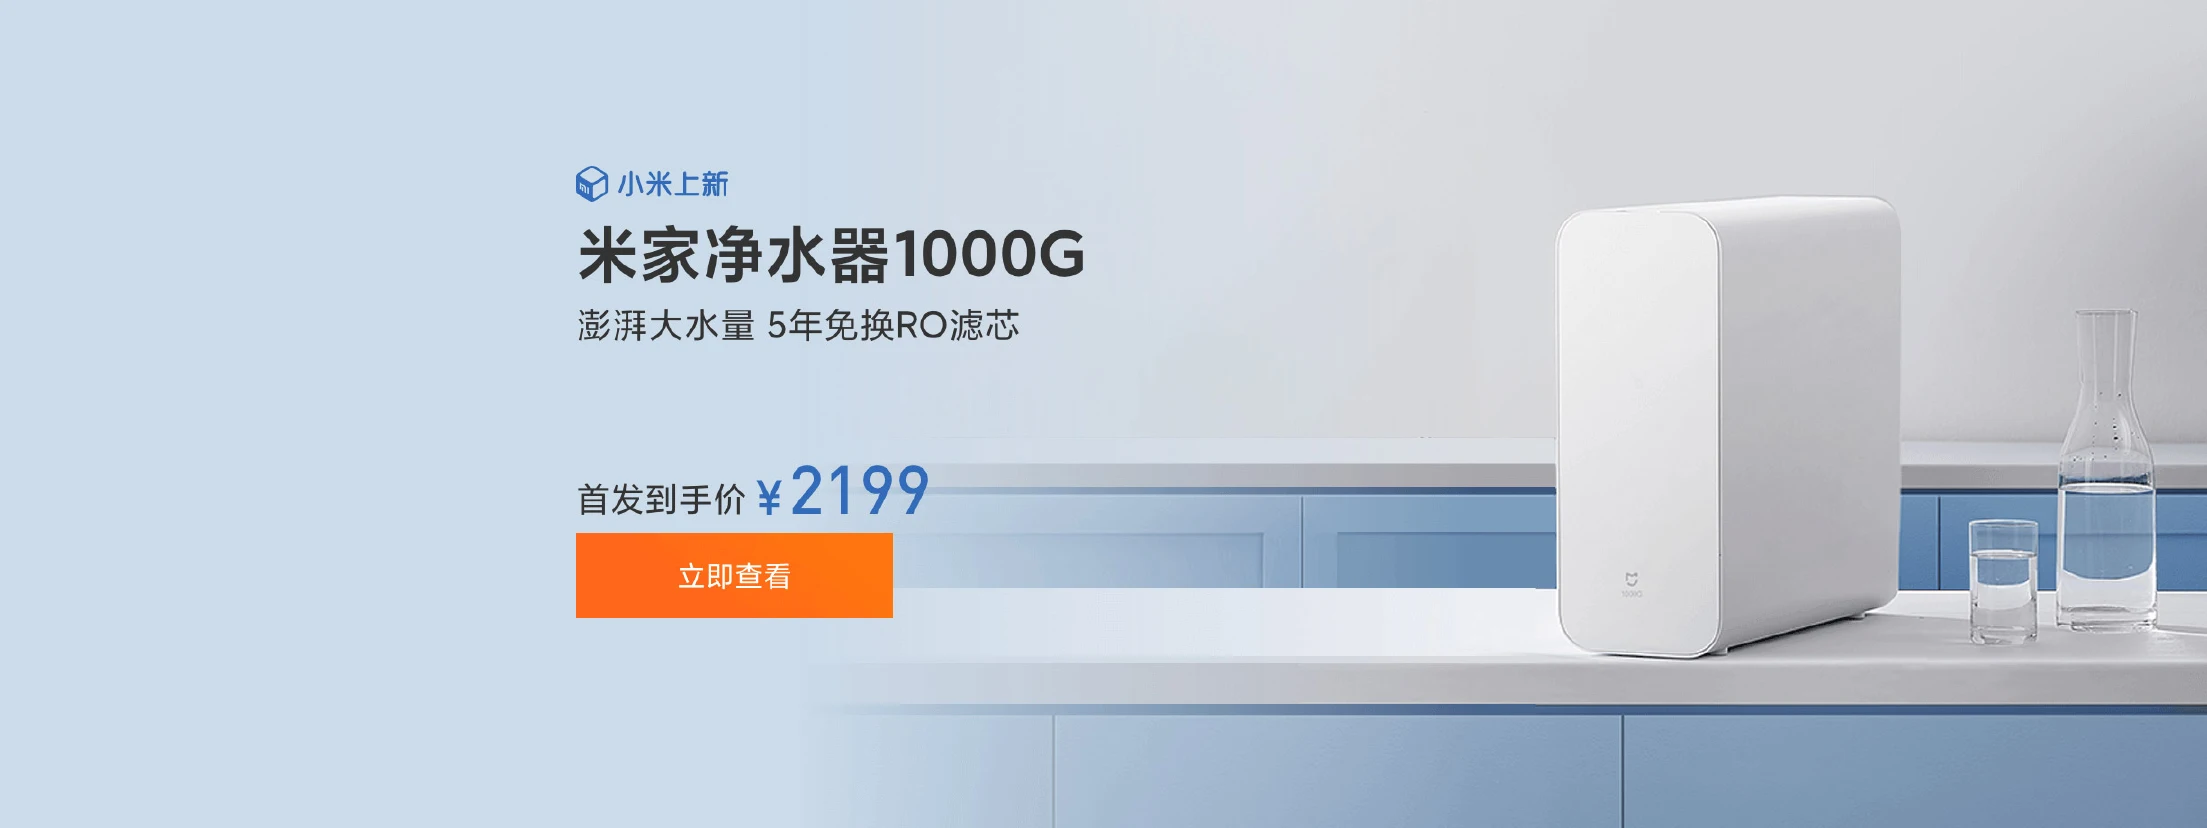 小米上新
米家净水器1000G
澎湃大水量 5年免换RO滤芯
首发到手价 ¥2199
立即查看
1000G